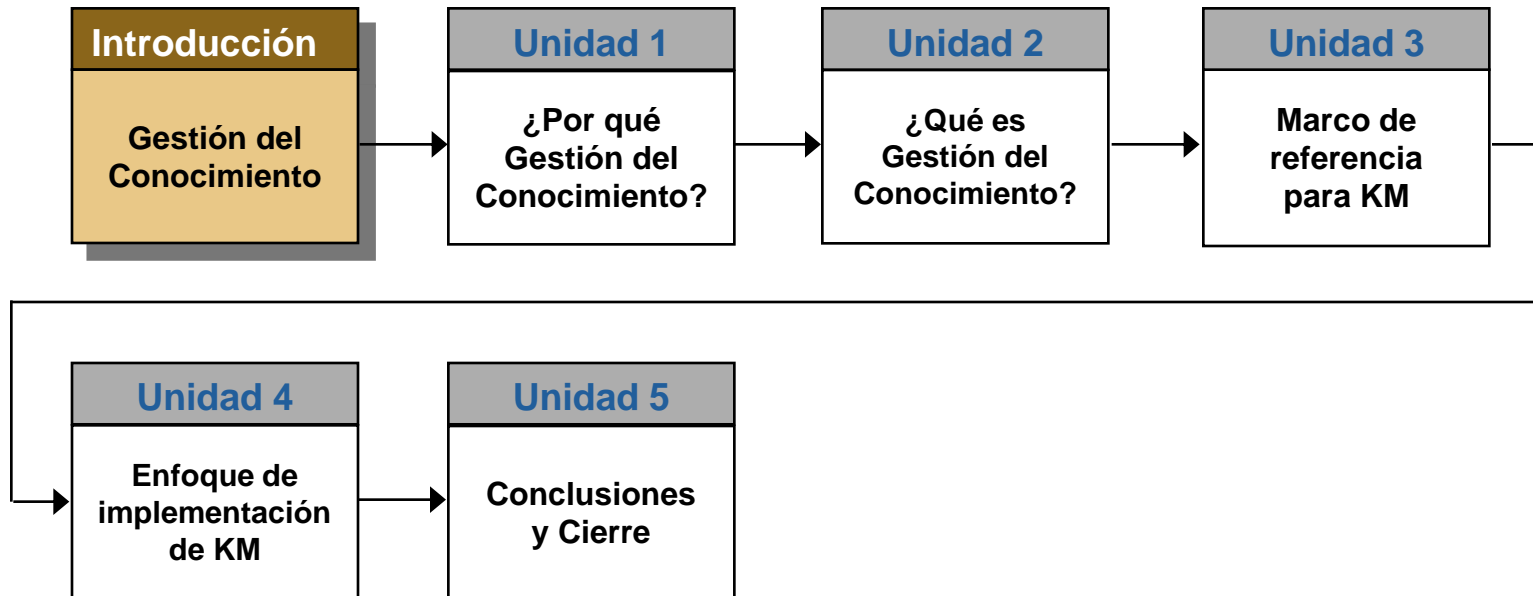 Introducción
Gestión del
Conocimiento
Unidad 1
¿Por qué
Gestión del
Conocimiento?
Unidad 2
¿Qué es
Gestión del
Conocimiento?
Unidad 3
Marco de
referencia
para KM
Unidad 4
Enfoque de
implementación
de KM
Unidad 5
Conclusiones
y Cierre